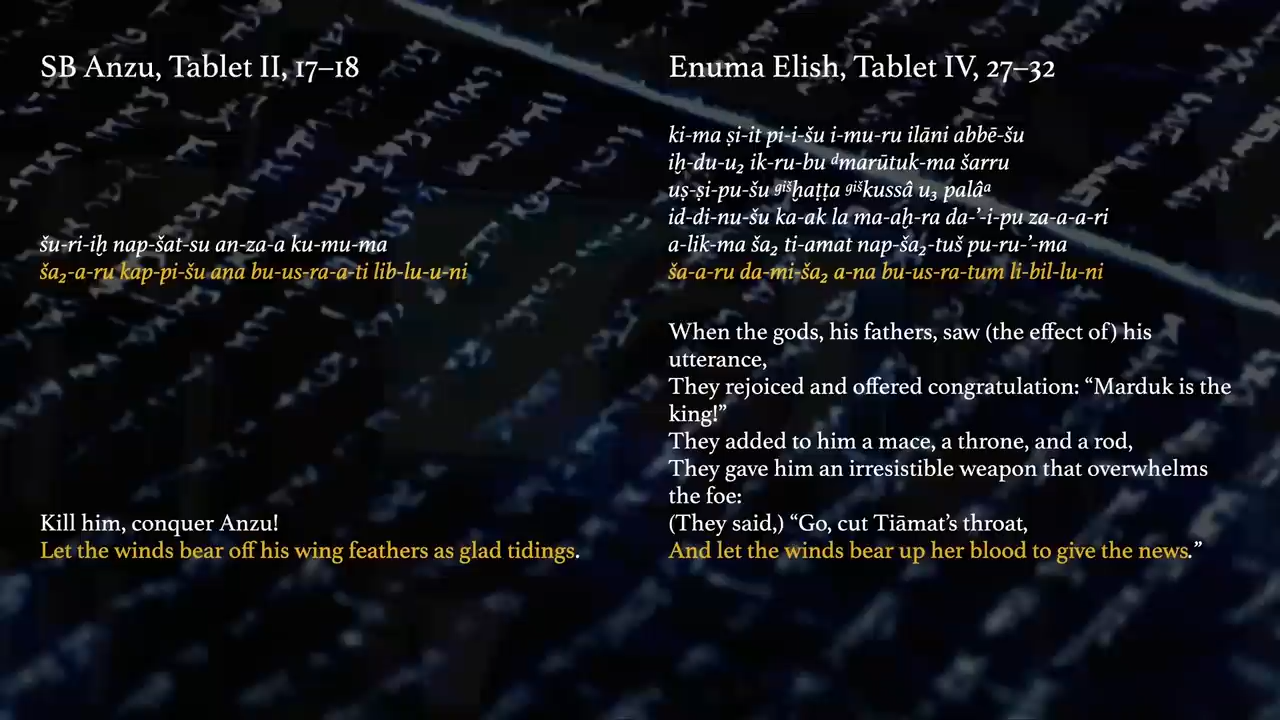 SB Anzu, Tablet II, 17–18
šu-ri-iḫ nap-šat-su an-za-a ku-mu-ma
ša₂-a-ru kap-pi-šu ana bu-us-ra-a-ti lib-lu-u-ni
Kill him, conquer Anzu!
Let the winds bear off his wing feathers as glad tidings.
Enuma Elish, Tablet IV, 27–32
ki-ma ṣi-it pi-i-šu i-mu-ru ilāni abbē-šu
iḫ-du-u₂ ik-ru-bu ᵈmarūtuk-ma šarru
uṣ-ṣi-pu-šu ᵍⁱˢ̌ḫaṭṭa ᵍⁱˢ̌kussâ u₃ palâᵃ
id-di-nu-šu ka-ak la ma-aḫ-ra da-’-i-pu za-a-a-ri
a-lik-ma ša₂ ti-amat nap-ša₂-tuš pu-ru-’-ma
ša-a-ru da-mi-ša₂ a-na bu-us-ra-tum li-bil-lu-ni
When the gods, his fathers, saw (the effect of) his
utterance,
They rejoiced and offered congratulation: “Marduk is the
king!”
They added to him a mace, a throne, and a rod,
They gave him an irresistible weapon that overwhelms
the foe:
(They said,) “Go, cut Tiāmat’s throat,
And let the winds bear up her blood to give the news.”